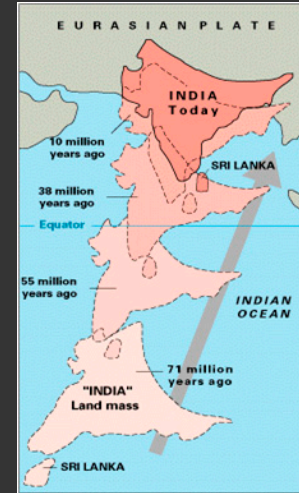 EURASIAN PLATE
INDIA
Today
10 million
years ago
SRI LANKA
38 million
years ago
Equator
55 million
years ago
INDIAN
OCEAN
71 million
years ago
"INDIA"
Land mass
SRI LANKA